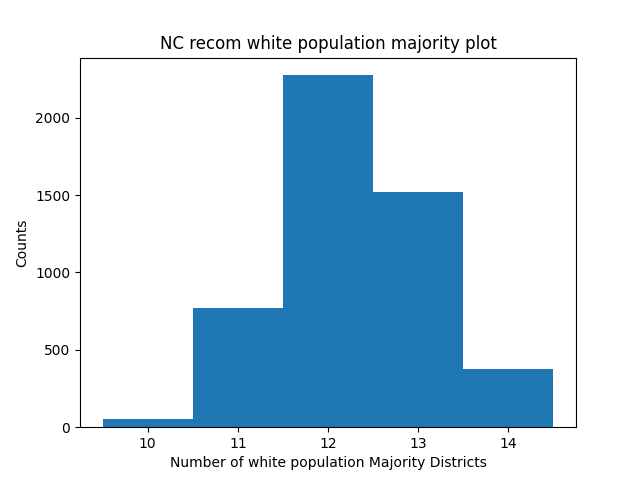 NC recom white population majority plot
2000
1500
1000
500
0
Counts
10 11 12 13 14
Number of white population Majority Districts